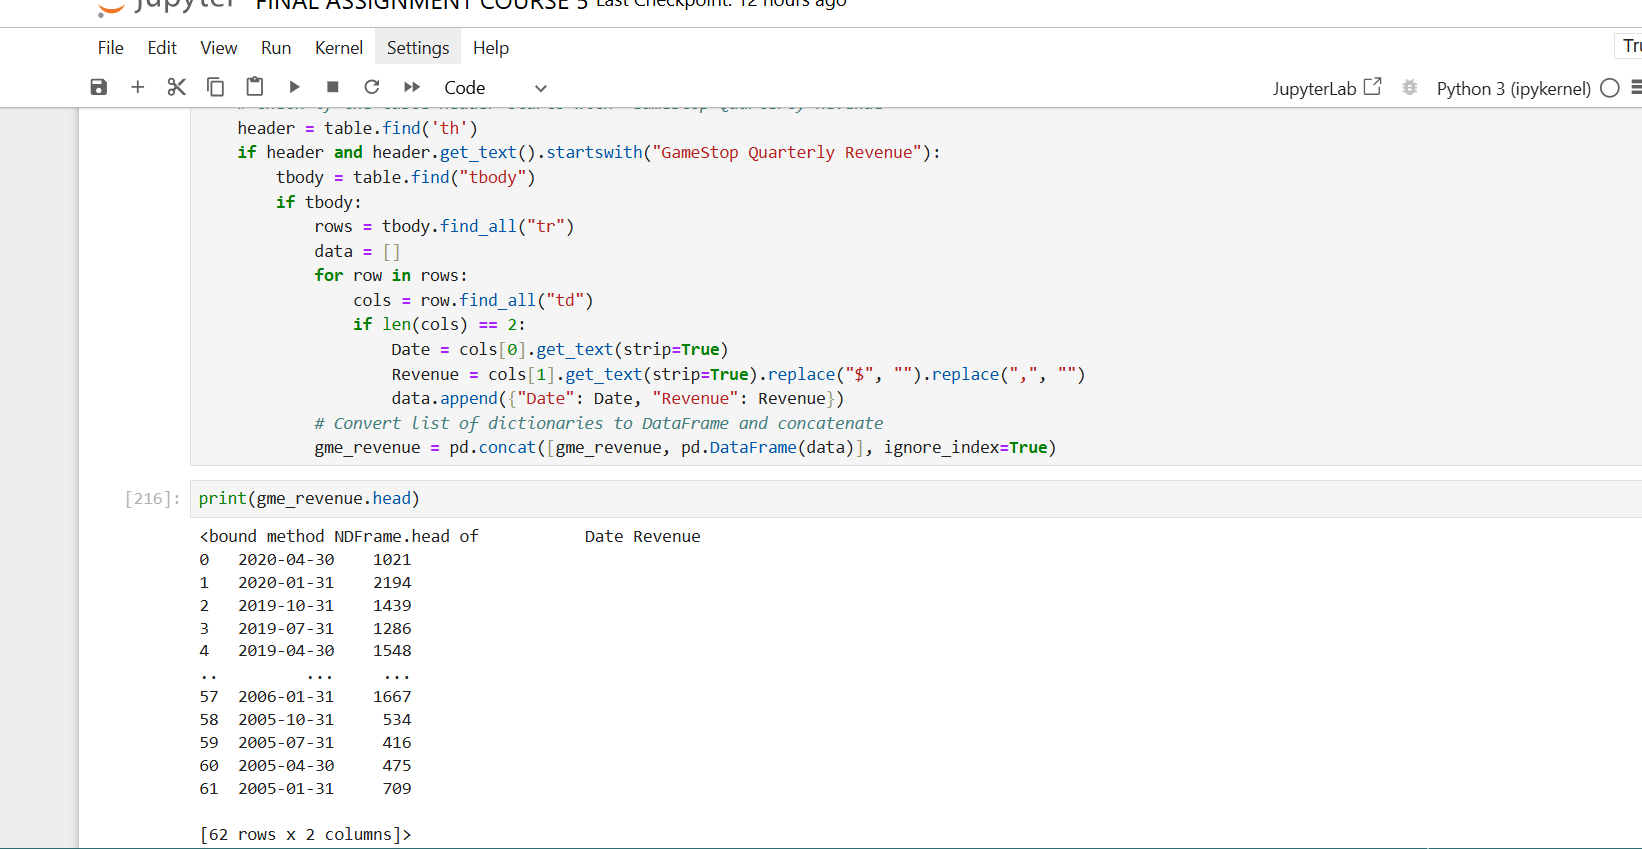 Jupyter FINAL ASSIGNMENT COURSE 5 Last Checkpoint: 12 hours ago
File Edit View Run Kernel Settings Help
Code JupyterLab Python 3 (ipykernel)
header = table.find('th')
if header and header.get_text().startswith("GameStop Quarterly Revenue"):
tbody = table.find("tbody")
if tbody:
rows = tbody.find_all("tr")
data = []
for row in rows:
cols = row.find_all("td")
if len(cols) == 2:
Date = cols[0].get_text(strip=True)
Revenue = cols[1].get_text(strip=True).replace("$", "").replace(",", "")
data.append({"Date": Date, "Revenue": Revenue})
# Convert list of dictionaries to DataFrame and concatenate
gme_revenue = pd.concat([gme_revenue, pd.DataFrame(data)], ignore_index=True)
[216]: print(gme_revenue.head)
<bound method NDFrame.head of Date Revenue
0 2020-04-30 1021
1 2020-01-31 2194
2 2019-10-31 1439
3 2019-07-31 1286
4 2019-04-30 1548
.. ... ...
57 2006-01-31 1667
58 2005-10-31 534
59 2005-07-31 416
60 2005-04-30 475
61 2005-01-31 709
[62 rows x 2 columns]>